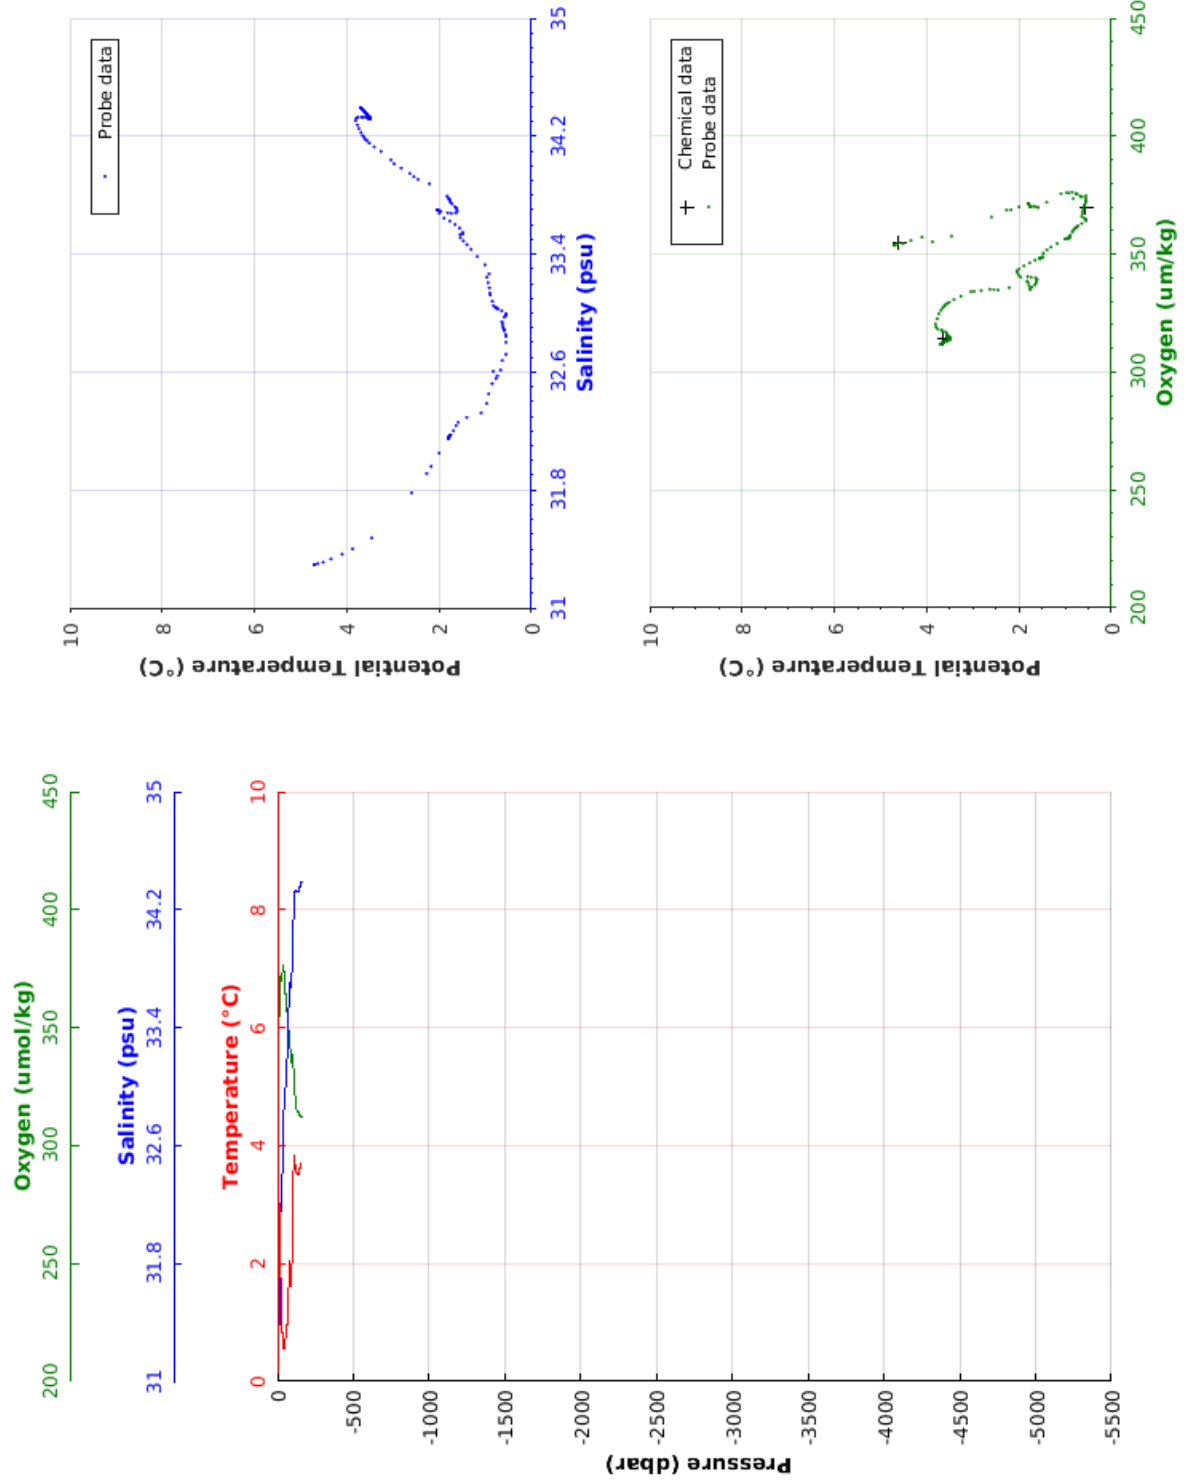 Oxygen (umol/kg)
200 250 300 350 400 450
Salinity (psu)
31 31.8 32.6 33.4 34.2 35
Temperature (°C)
0 2 4 6 8 10
Pressure (dbar)
0
-500
-1000
-1500
-2000
-2500
-3000
-3500
-4000
-4500
-5000
-5500
Potential Temperature (°C)
10
8
6
4
2
0
Probe data
31 31.8 32.6 33.4 34.2 35
Salinity (psu)
Potential Temperature (°C)
10
8
6
4
2
0
Chemical data
Probe data
200 250 300 350 400 450
Oxygen (um/kg)